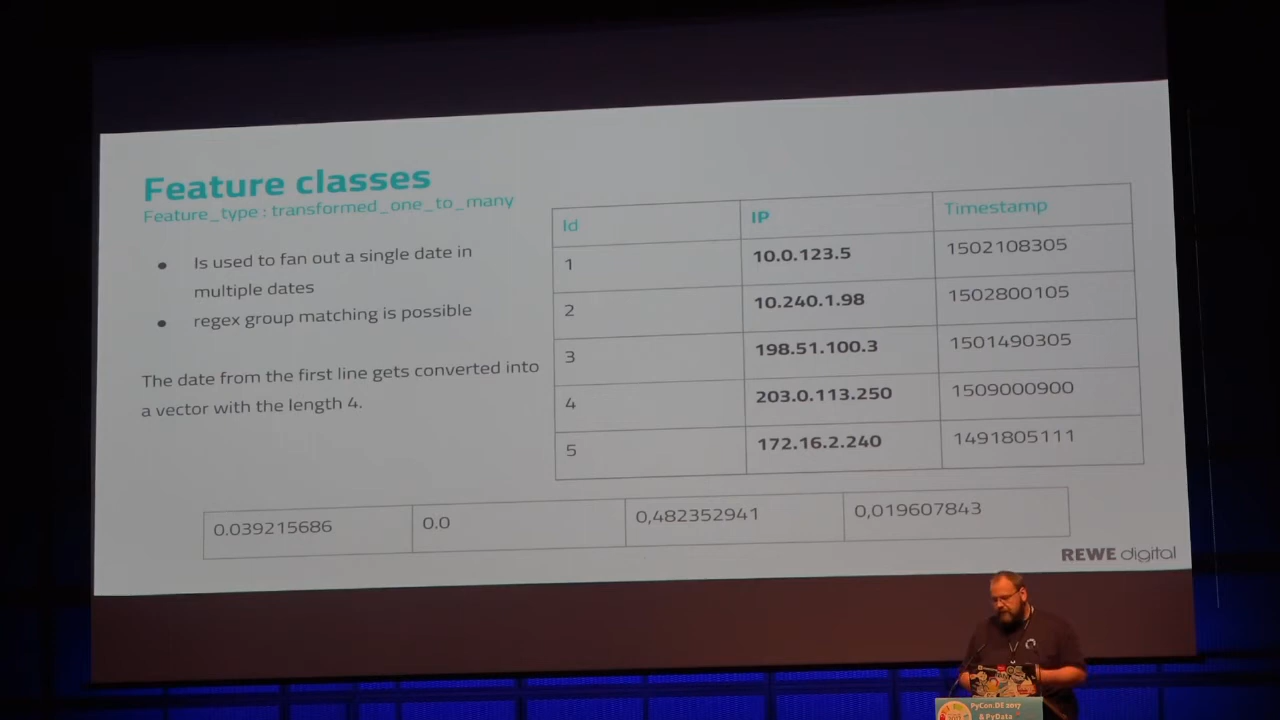 Feature classes
Feature_type : transformed_one_to_many
● Is used to fan out a single date in
multiple dates
● regex group matching is possible
The date from the first line gets converted into
a vector with the length 4.
Id IP Timestamp
1 10.0.123.5 1502108305
2 10.240.1.98 1502800105
3 198.51.100.3 1501490305
4 203.0.113.250 1509000900
5 172.16.2.240 1491805111
0.039215686 0.0 0,482352941 0,019607843
REWE digital
PyCon.DE 2017
& PyData